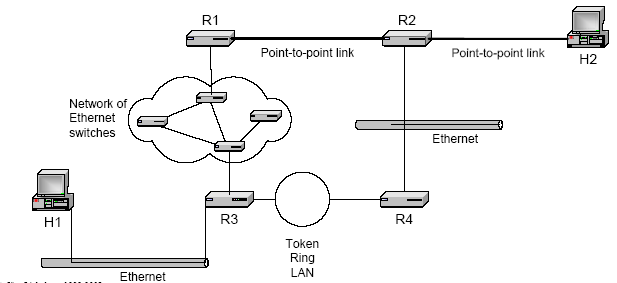 R1
R2
Point-to-point link
Point-to-point link
H2
Network of
Ethernet
switches
Ethernet
H1
R3
R4
Token
Ring
LAN
Ethernet